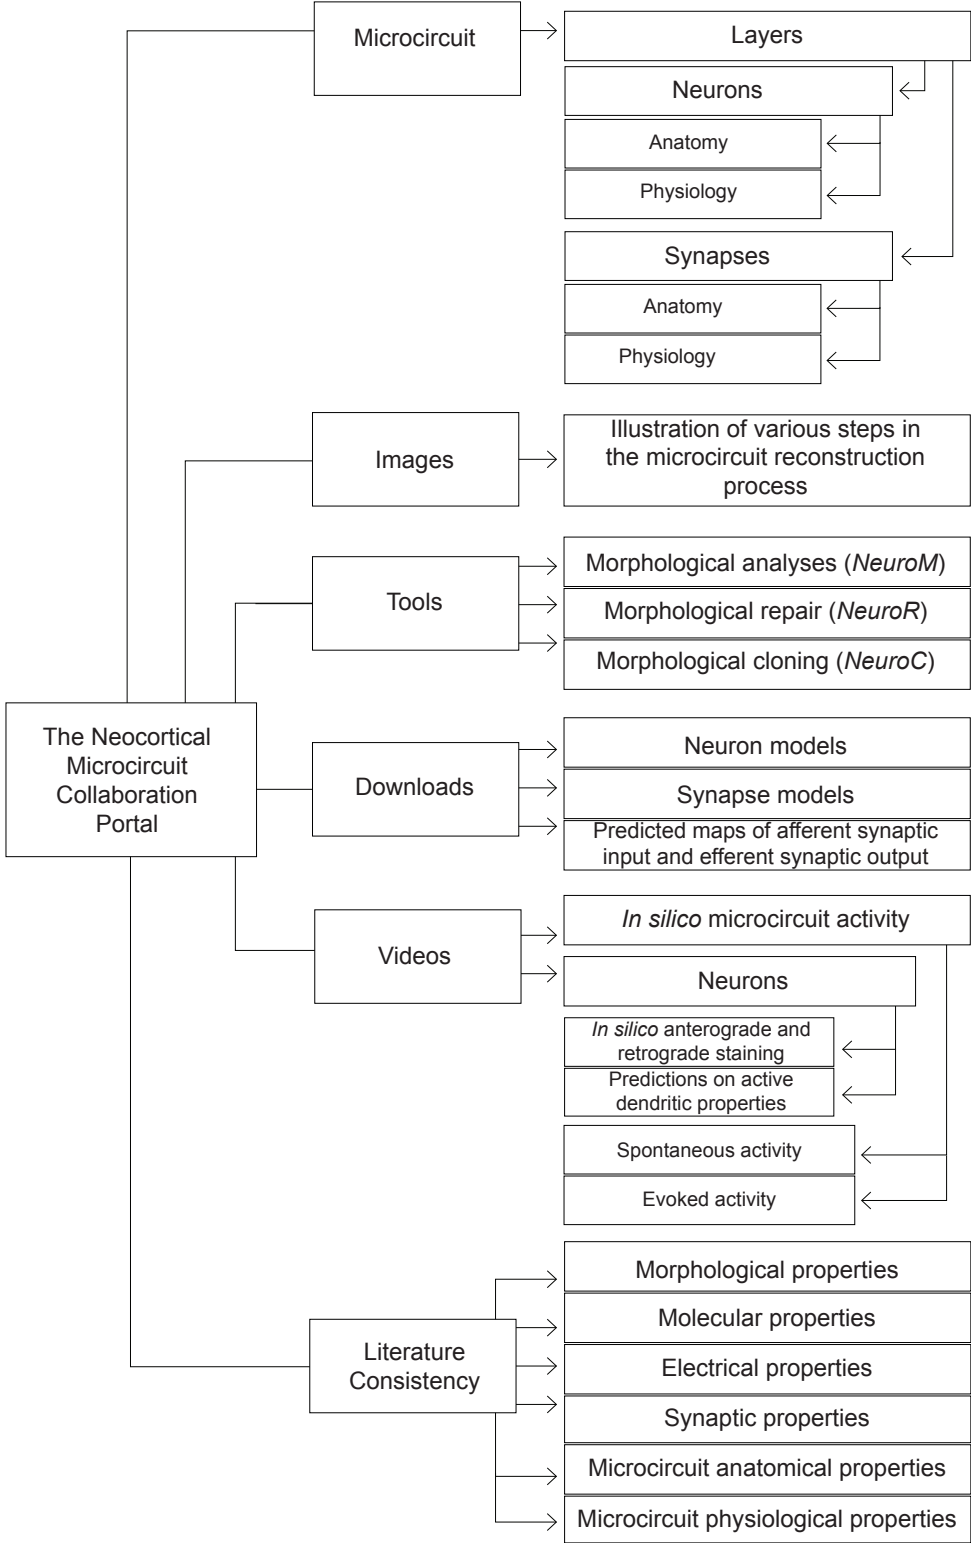 Microcircuit
Layers
Neurons
Anatomy
Physiology
Synapses
Anatomy
Physiology
Images
Illustration of various steps in
the microcircuit reconstruction
process
Tools
Morphological analyses (NeuroM)
Morphological repair (NeuroR)
Morphological cloning (NeuroC)
The Neocortical
Microcircuit
Collaboration
Portal
Downloads
Neuron models
Synapse models
Predicted maps of afferent synaptic
input and efferent synaptic output
Videos
In silico microcircuit activity
Neurons
In silico anterograde and
retrograde staining
Predictions on active
dendritic properties
Spontaneous activity
Evoked activity
Literature
Consistency
Morphological properties
Molecular properties
Electrical properties
Synaptic properties
Microcircuit anatomical properties
Microcircuit physiological properties